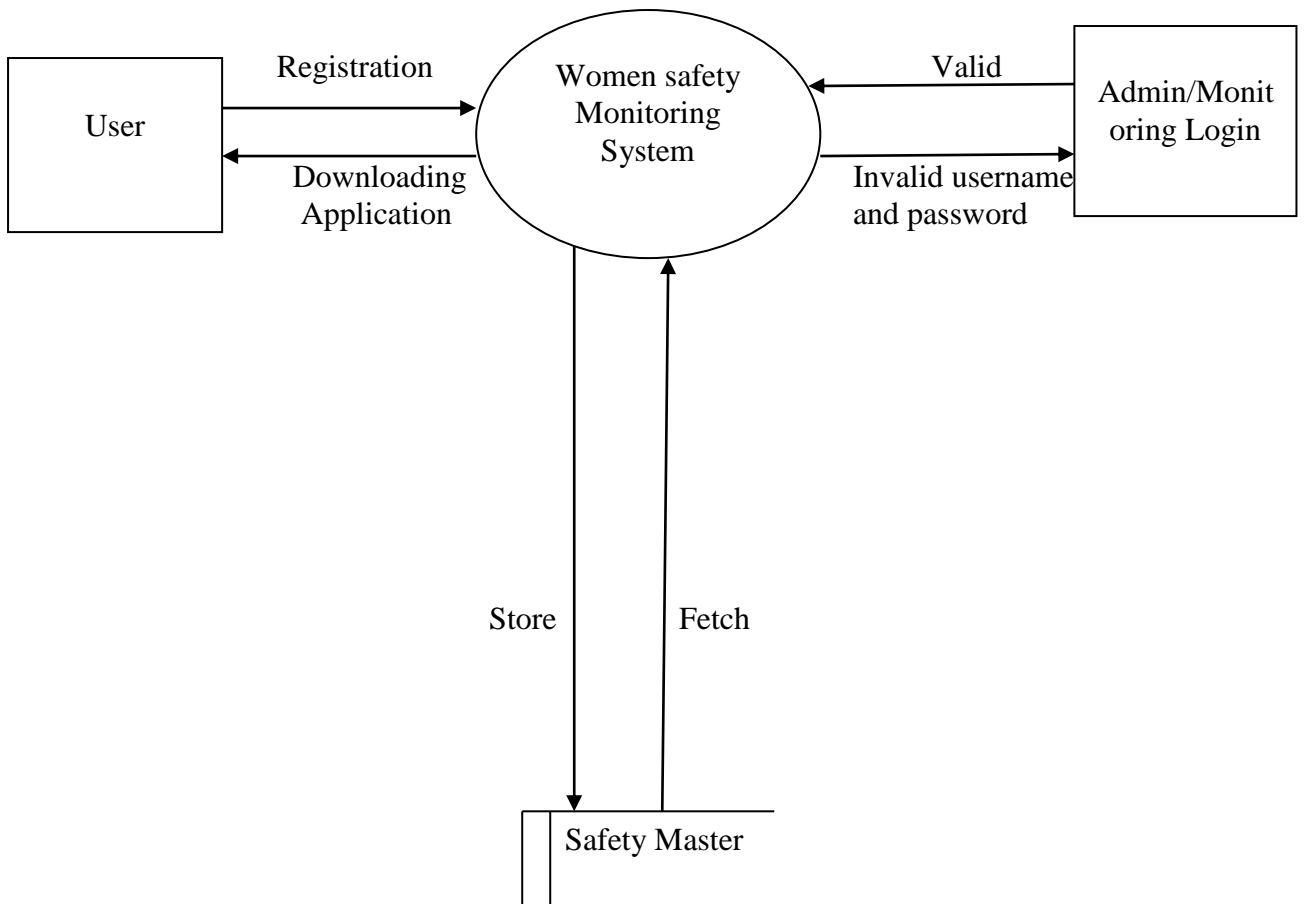 Registration
User
Downloading
Application
Women safety
Monitoring
System
Valid
Admin/Monit
oring Login
Invalid username
and password
Store
Fetch
Safety Master